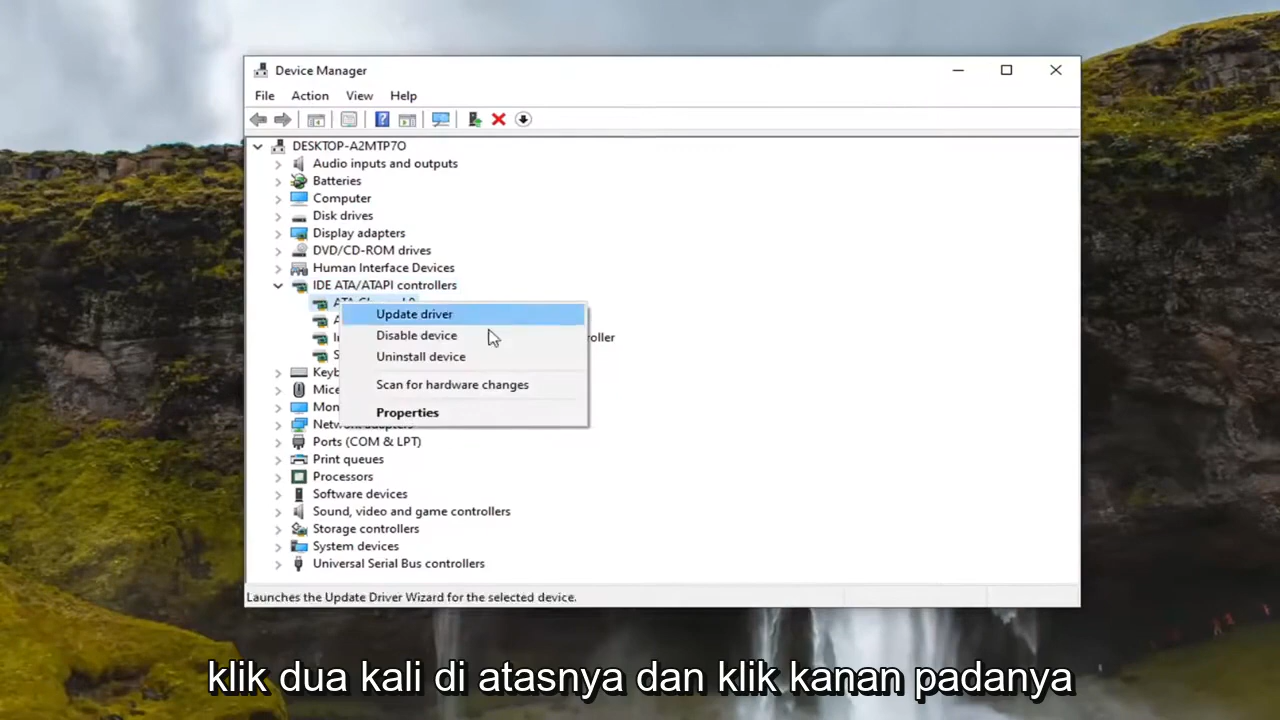 Device Manager
File Action View Help
DESKTOP-A2MTP7O
Audio inputs and outputs
Batteries
Computer
Disk drives
Display adapters
DVD/CD-ROM drives
Human Interface Devices
IDE ATA/ATAPI controllers
Update driver
Disable device
oller
Uninstall device
Scan for hardware changes
Properties
Ports (COM & LPT)
Print queues
Processors
Software devices
Sound, video and game controllers
Storage controllers
System devices
Universal Serial Bus controllers
Launches the Update Driver Wizard for the selected device.
klik dua kali di atasnya dan klik kanan padanya